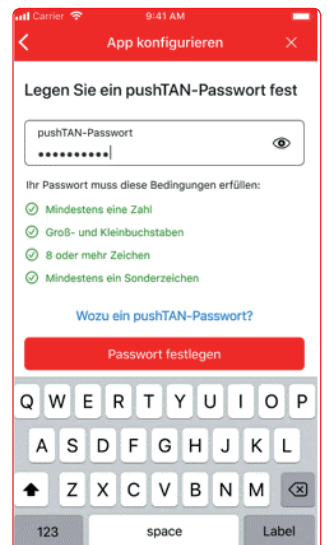 Carrier 9:41 AM
App konfigurieren
Legen Sie ein pushTAN-Passwort fest
pushTAN-Passwort
••••••••••
Ihr Passwort muss diese Bedingungen erfüllen:
Mindestens eine Zahl
Groß- und Kleinbuchstaben
8 oder mehr Zeichen
Mindestens ein Sonderzeichen
Wozu ein pushTAN-Passwort?
Passwort festlegen
Q W E R T Y U I O P
A S D F G H J K L
Z X C V B N M
123 space Label